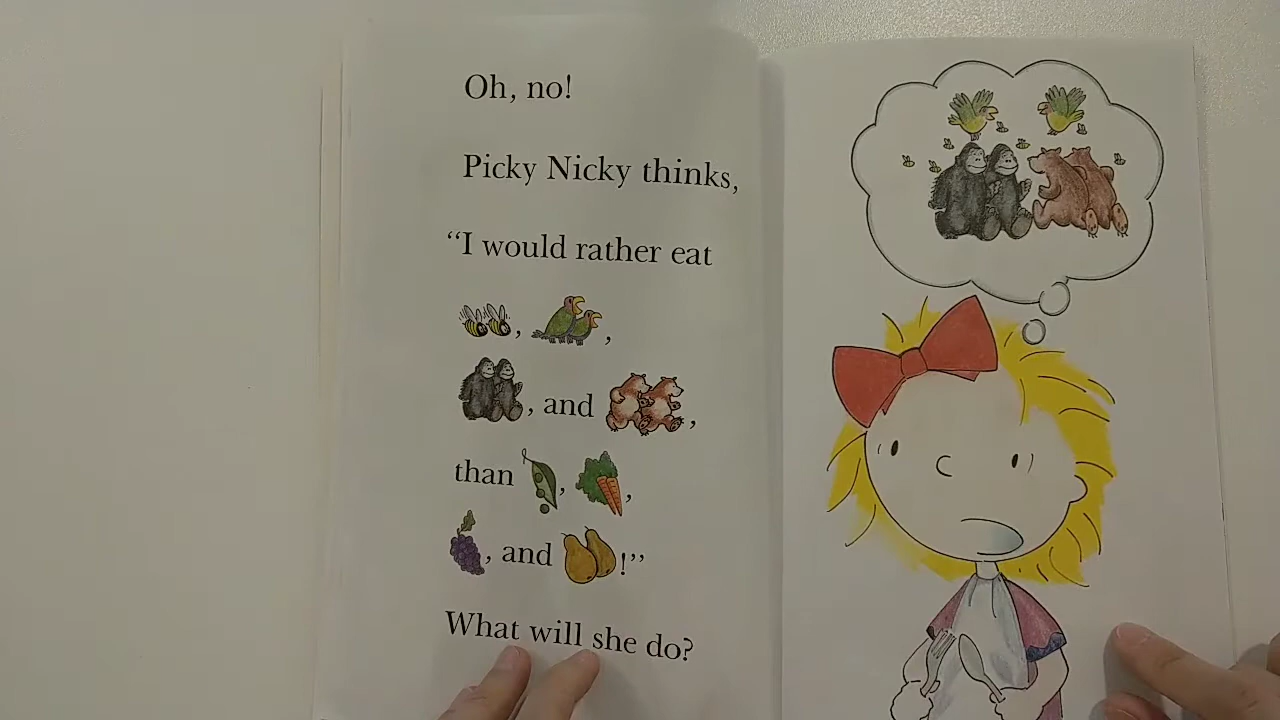 Oh, no!
Picky Nicky thinks,
“I would rather eat
, ,
, and ,
than , ,
, and !”
What will she do?